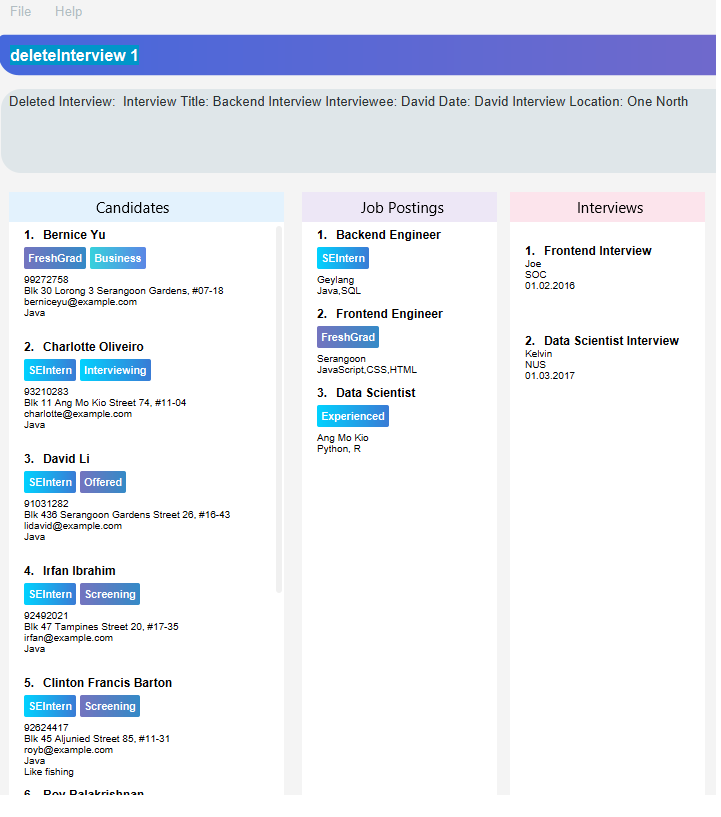 File Help
deleteInterview 1
Deleted Interview: Interview Title: Backend Interview Interviewee: David Date: David Interview Location: One North
Candidates
1. Bernice Yu
FreshGrad Business
99272758
Blk 30 Lorong 3 Serangoon Gardens, #07-18
berniceyu@example.com
Java
2. Charlotte Oliveiro
SEIntern Interviewing
93210283
Blk 11 Ang Mo Kio Street 74, #11-04
charlotte@example.com
Java
3. David Li
SEIntern Offered
91031282
Blk 436 Serangoon Gardens Street 26, #16-43
lidavid@example.com
Java
4. Irfan Ibrahim
SEIntern Screening
92492021
Blk 47 Tampines Street 20, #17-35
irfan@example.com
Java
5. Clinton Francis Barton
SEIntern Screening
92624417
Blk 45 Aljunied Street 85, #11-31
royb@example.com
Java
Like fishing
6. Roy Balakrishnan
Job Postings
1. Backend Engineer
SEIntern
Geylang
Java,SQL
2. Frontend Engineer
FreshGrad
Serangoon
JavaScript,CSS,HTML
3. Data Scientist
Experienced
Ang Mo Kio
Python, R
Interviews
1. Frontend Interview
Joe
SOC
01.02.2016
2. Data Scientist Interview
Kelvin
NUS
01.03.2017